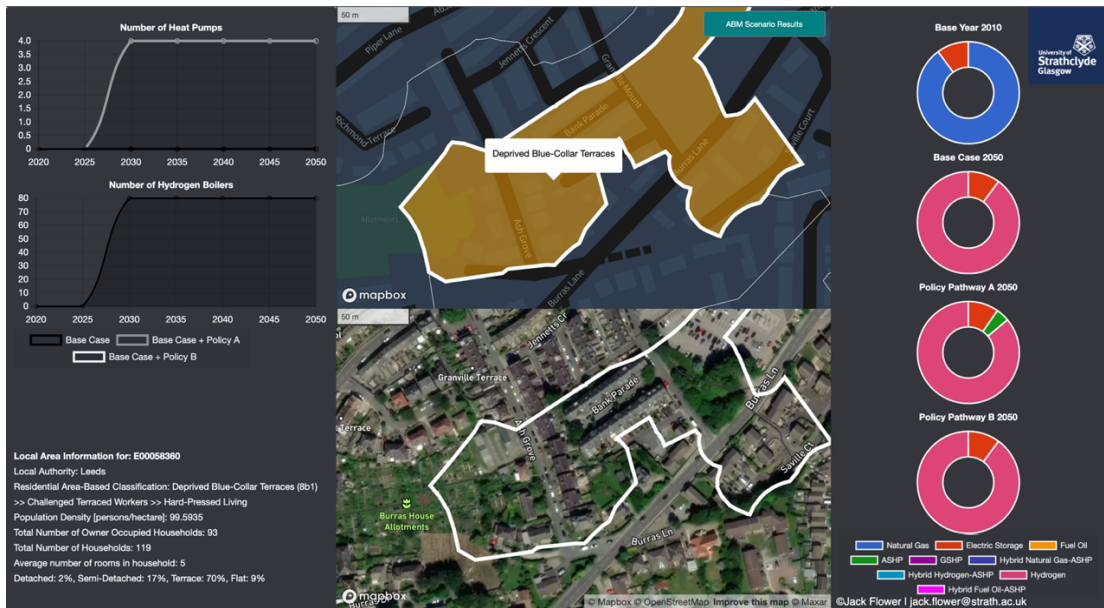 Number of Heat Pumps
4.0
3.5
3.0
2.5
2.0
1.5
1.0
0.5
0
2020 2025 2030 2035 2040 2045 2050
Number of Hydrogen Boilers
80
70
60
50
40
30
20
10
0
2020 2025 2030 2035 2040 2045 2050
Base Case Base Case + Policy A
Base Case + Policy B
Local Area Information for: E00058360
Local Authority: Leeds
Residential Area-Based Classification: Deprived Blue-Collar Terraces (8b1)
>> Challenged Terraced Workers >> Hard-Pressed Living
Population Density [persons/hectare]: 99.5935
Total Number of Owner Occupied Households: 93
Total Number of Households: 119
Average number of rooms in household: 5
Detached: 2%, Semi-Detached: 17%, Terrace: 70%, Flat: 9%
50 m
ABM Scenario Results
Piper Lane
Jennetts Crescent
Granville Mount
Richmond Terrace
Bank Parade
Deprived Blue-Collar Terraces
Burras Lane
ville Court
Allotments
Ash Grove
Burras Lane
mapbox
50 m
Jennetts Cr
Granville Terrace
Bank Parade
Burras Ln
Terrace
Ash Grove
Saville Ct
Burras House
Allotments
Burras Ln
mapbox
© Mapbox © OpenStreetMap Improve this map © Maxar
Base Year 2010
University of
Strathclyde
Glasgow
Base Case 2050
Policy Pathway A 2050
Policy Pathway B 2050
Natural Gas Electric Storage Fuel Oil
ASHP GSHP Hybrid Natural Gas-ASHP
Hybrid Hydrogen-ASHP Hydrogen
Hybrid Fuel Oil-ASHP
©Jack Flower | jack.flower@strath.ac.uk